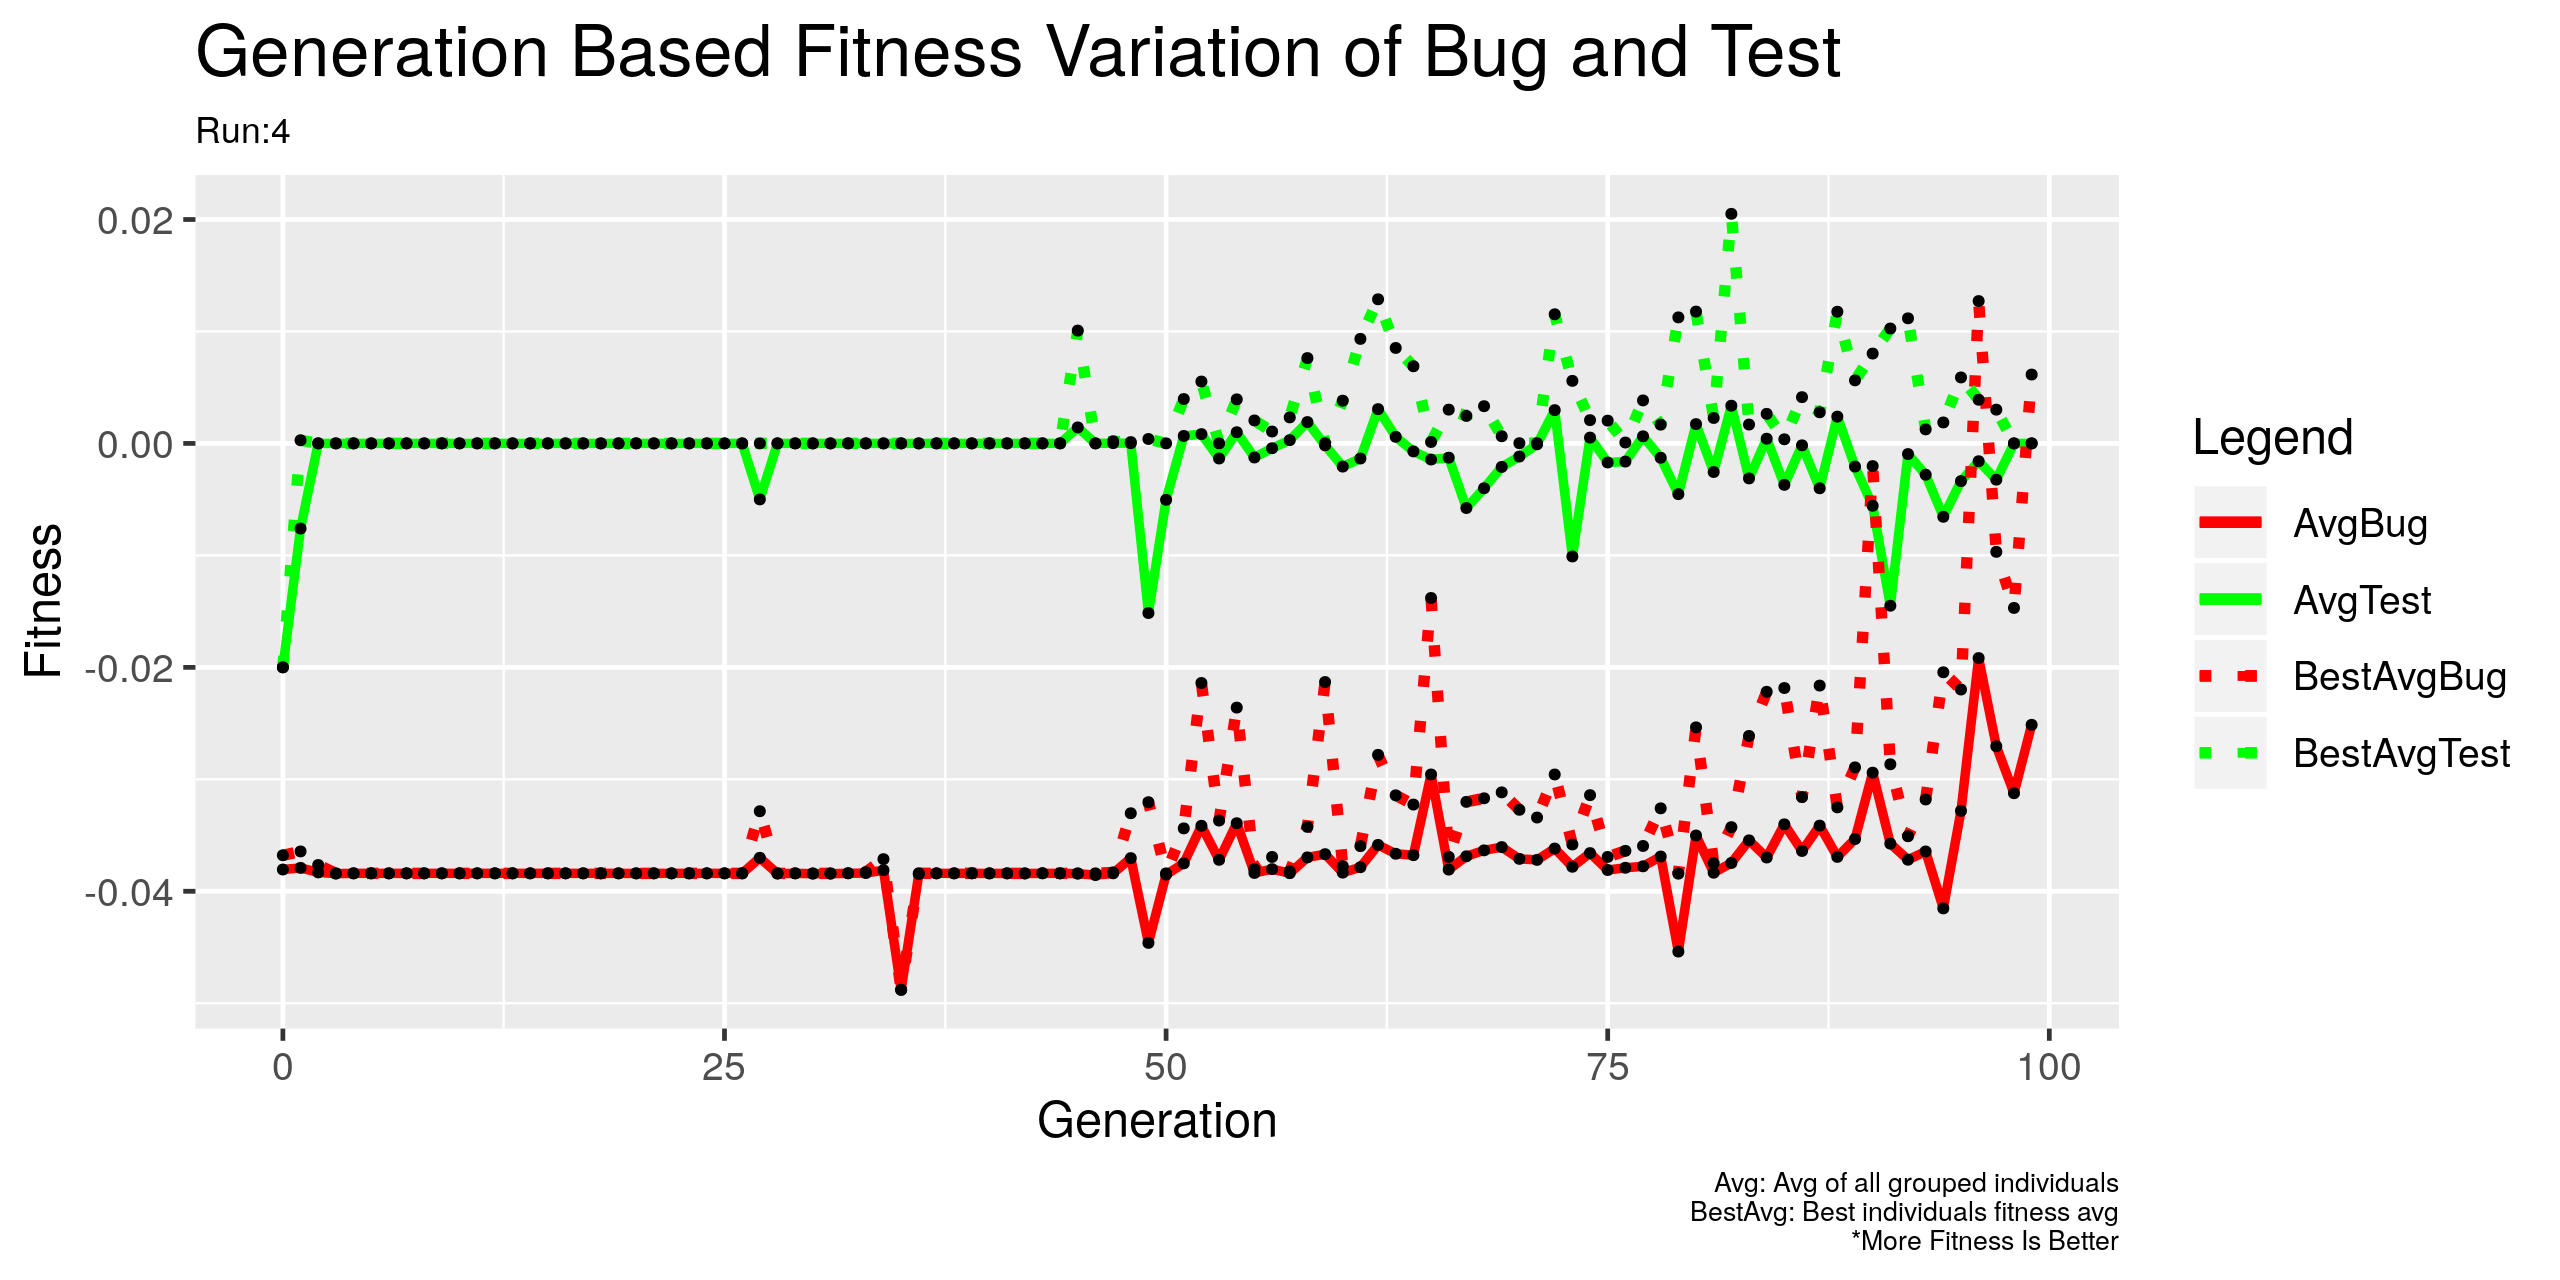 Generation Based Fitness Variation of Bug and Test
Run:4
0.02
0.00
-0.02
-0.04
Fitness
0
25
50
75
100
Generation
Legend
AvgBug
AvgTest
BestAvgBug
BestAvgTest
Avg: Avg of all grouped individuals
BestAvg: Best individuals fitness avg
*More Fitness Is Better